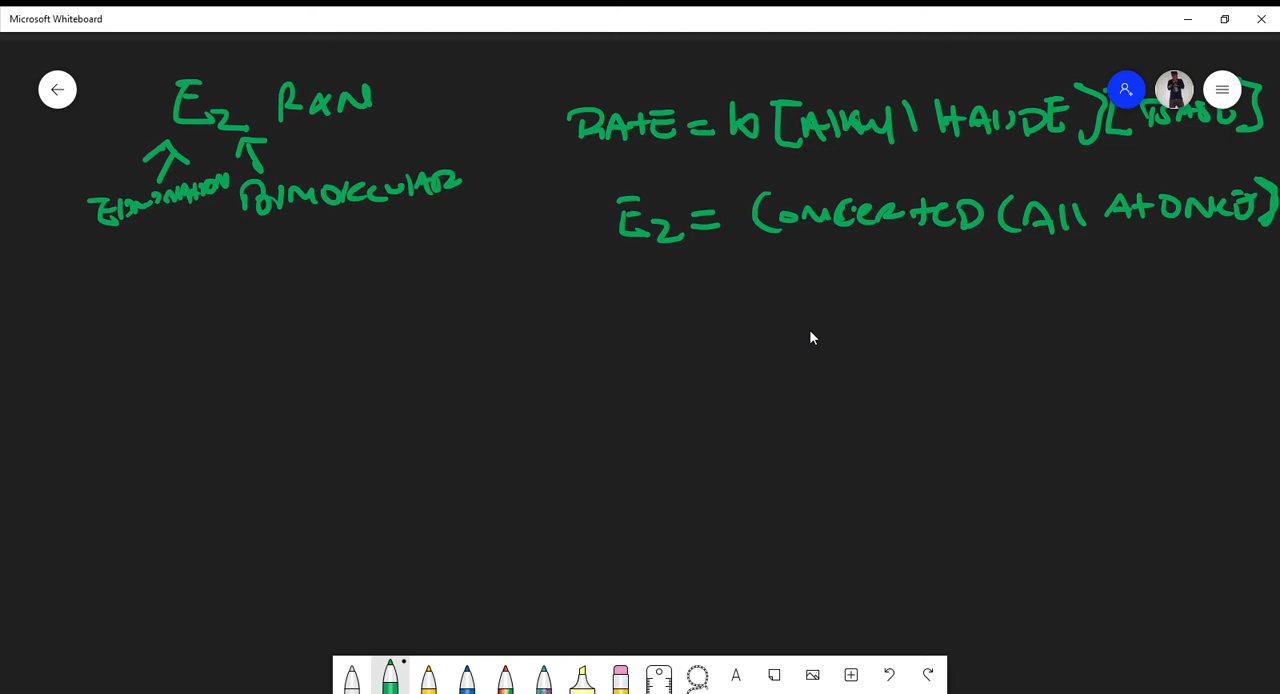 Microsoft Whiteboard
E2 RXN
RATE = k [Alkyl HALIDE] [BASE]
ELIMINATION BIMOLECULAR
E2 = CONCERTED (All AT ONCE)
A